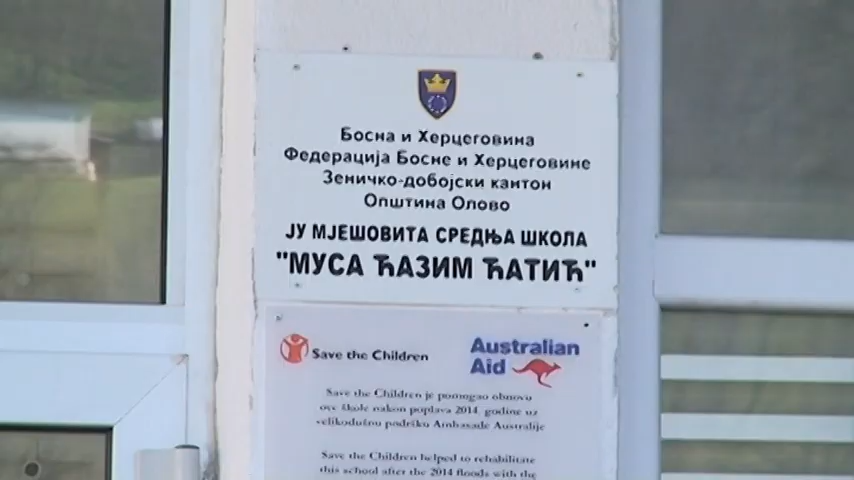 Босна и Херцеговина
Федерација Босне и Херцеговине
Зеничко-добојски кантон
Општина Олово
ЈУ МЈЕШОВИТА СРЕДЊА ШКОЛА
"МУСА ЋАЗИМ ЋАТИЋ"
Save the Children
Australian
Aid
Save the Children je pomogao obnovu
ove škole nakon poplava 2014. godine uz
velikodušnu podršku Ambasade Australije
Save the Children helped to rehabilitate
this school after the 2014 floods with the